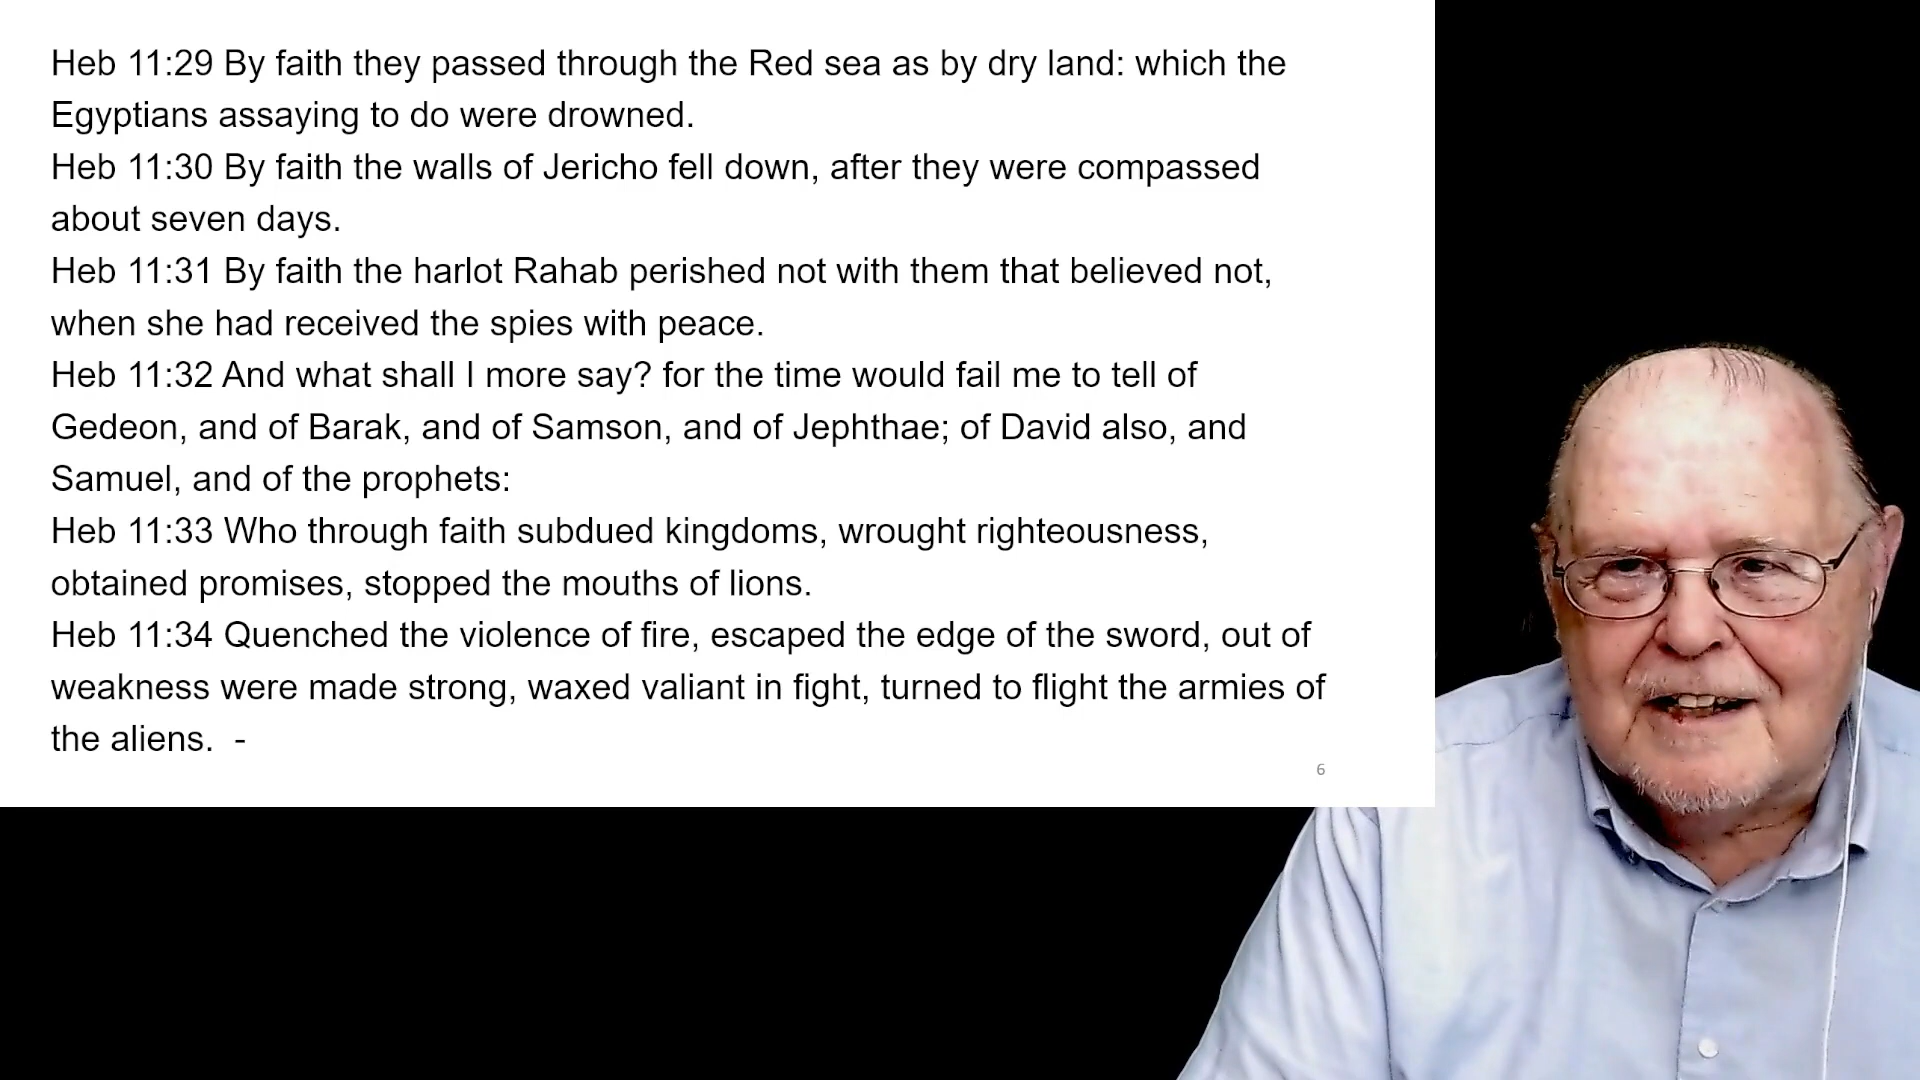 Heb 11:29 By faith they passed through the Red sea as by dry land: which the
Egyptians assaying to do were drowned.
Heb 11:30 By faith the walls of Jericho fell down, after they were compassed
about seven days.
Heb 11:31 By faith the harlot Rahab perished not with them that believed not,
when she had received the spies with peace.
Heb 11:32 And what shall I more say? for the time would fail me to tell of
Gedeon, and of Barak, and of Samson, and of Jephthae; of David also, and
Samuel, and of the prophets:
Heb 11:33 Who through faith subdued kingdoms, wrought righteousness,
obtained promises, stopped the mouths of lions.
Heb 11:34 Quenched the violence of fire, escaped the edge of the sword, out of
weakness were made strong, waxed valiant in fight, turned to flight the armies of
the aliens.  -
6